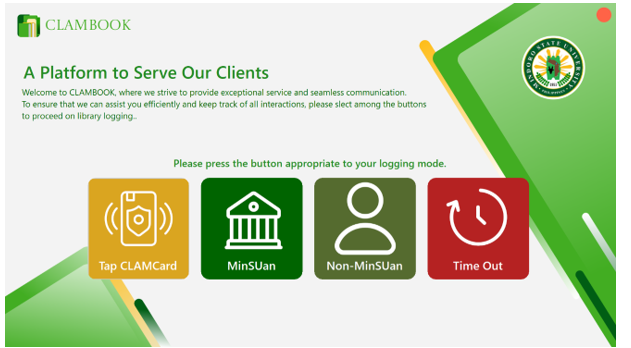 CLAMBOOK
MINDORO STATE UNIVERSITY
A Platform to Serve Our Clients
Welcome to CLAMBOOK, where we strive to provide exceptional service and seamless communication.
To ensure that we can assist you efficiently and keep track of all interactions, please slect among the buttons
to proceed on library logging..
Please press the button appropriate to your logging mode.
Tap CLAMCard
MinSUan
Non-MinSUan
Time Out